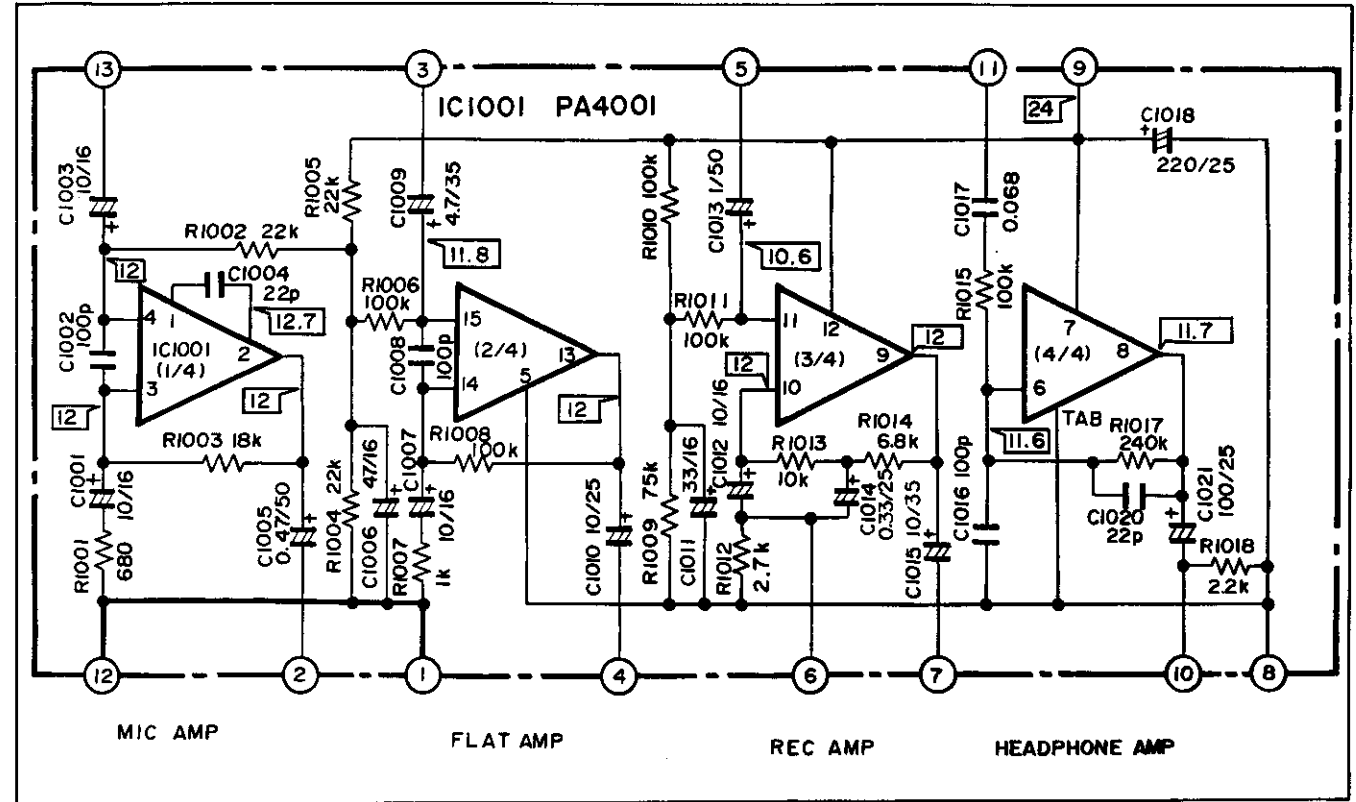 13
3
5
11
9
IC1001 PA4001
24
C1018
220/25
C1003
10/16
R1005
22k
C1009
4.7/35
R1010 100k
C1013 1/50
C1017
0.068
R1002 22k
12
C1004
22p
12.7
11.8
10.6
R1015
100k
C1002
100p
4
1
2
3
IC1001
(1/4)
12
12
R1006
100k
C1008
100p
15
14
(2/4)
13
5
12
R1011
100k
11
12
(3/4)
9
10
12
12
7
(4/4)
8
6
TAB
11.7
11.6
R1003 18k
C1001
10/16
R1001
680
C1005
0.47/50
R1004 22k
47/16
C1006
C1007
10/16
R1007
1k
R1008
100k
C1010 10/25
R1009 75k
33/16
C1011
C1012 10/16
R1012
2.7k
R1013
10k
R1014
6.8k
C1014
0.33/25
C1015 10/35
C1016 100p
R1017
240k
C1020
22p
C1021
100/25
R1018
2.2k
12
2
1
4
6
7
10
8
MIC AMP
FLAT AMP
REC AMP
HEADPHONE AMP